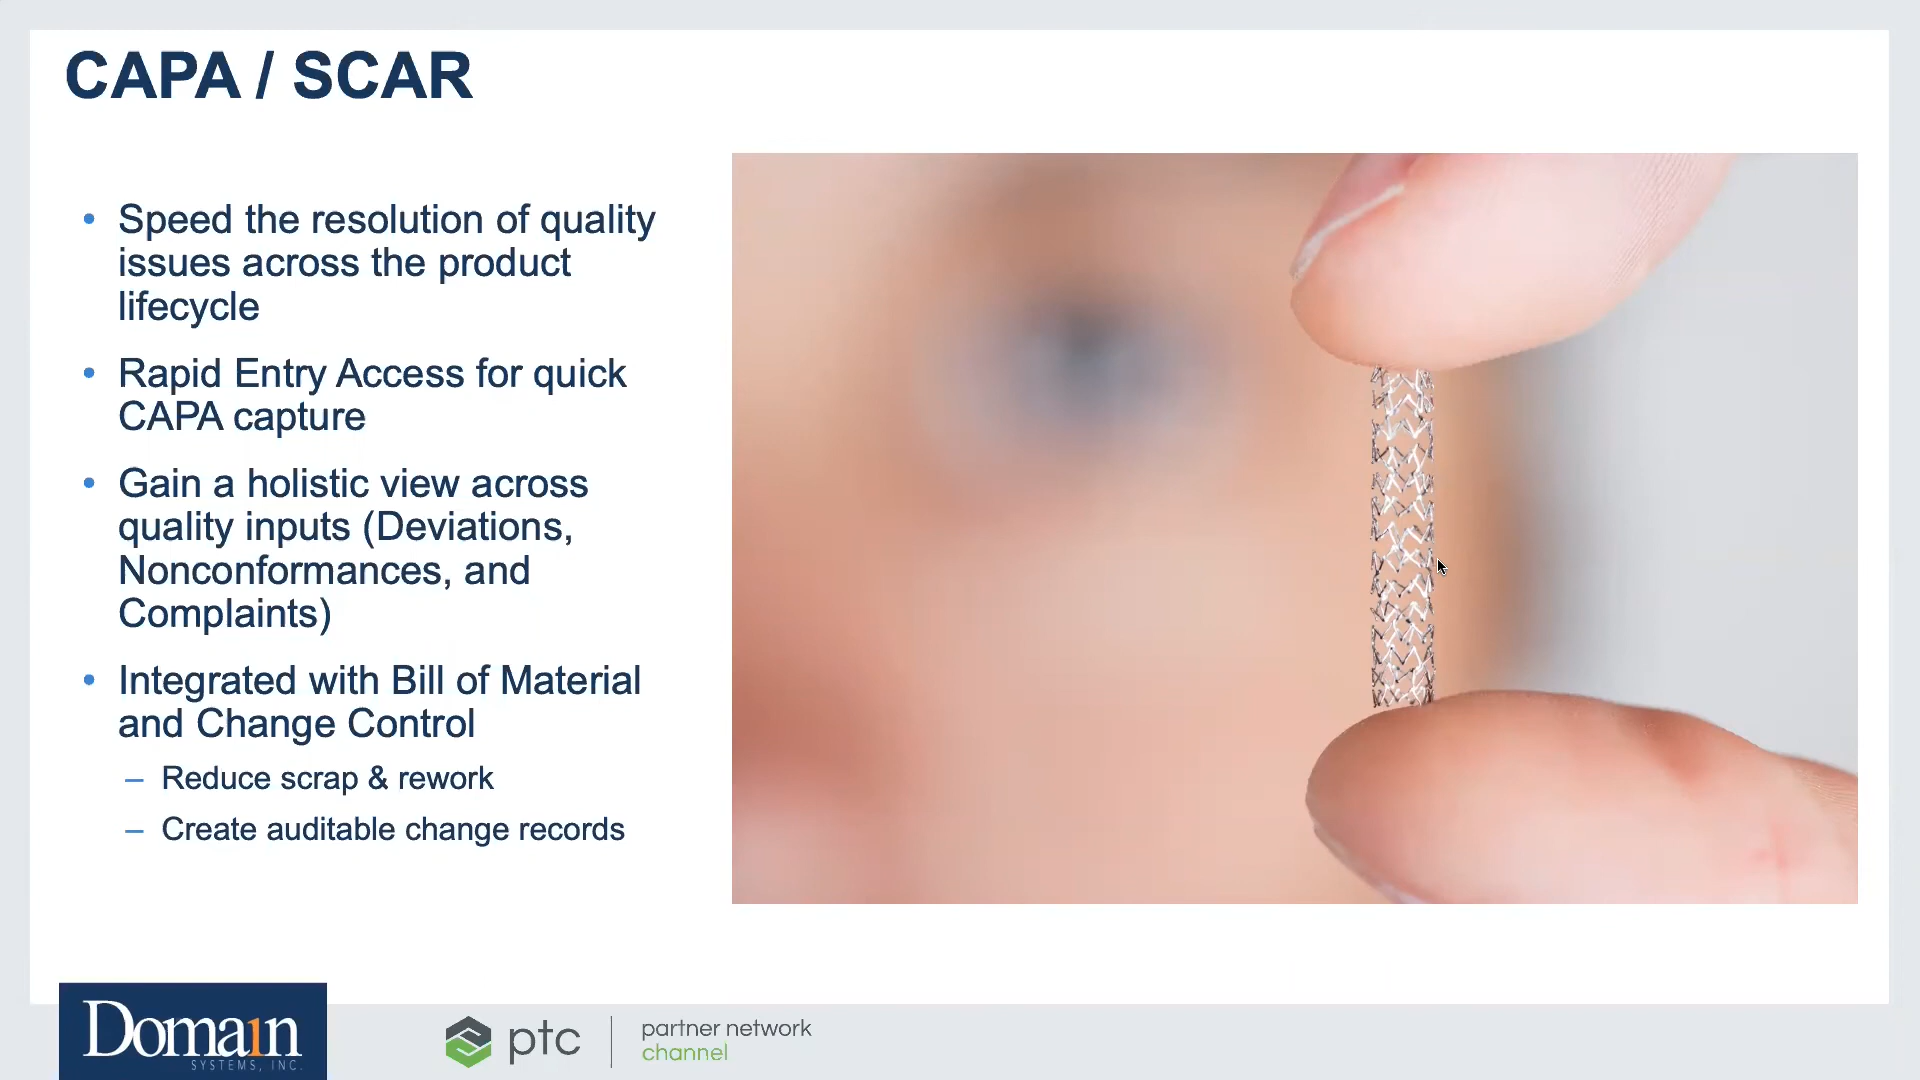 CAPA / SCAR
• Speed the resolution of quality
issues across the product
lifecycle
• Rapid Entry Access for quick
CAPA capture
• Gain a holistic view across
quality inputs (Deviations,
Nonconformances, and
Complaints)
• Integrated with Bill of Material
and Change Control
– Reduce scrap & rework
– Create auditable change records
Domain
SYSTEMS, INC.
ptc
partner network
channel